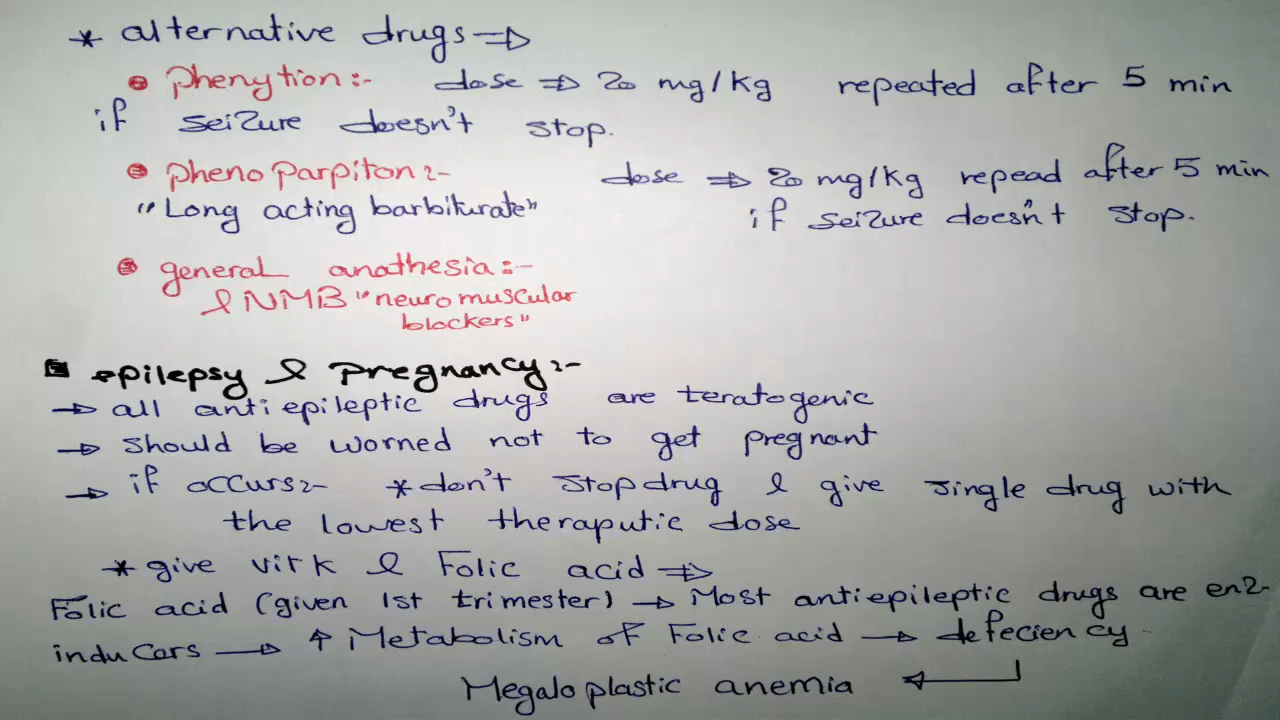 * alternative drugs ⇒
• phenytion:- dose ⇒ 20 mg/kg repeated after 5 min
if seizure doesn't stop.
• phenoparpiton:- dose ⇒ 20 mg/kg repead after 5 min
"Long acting barbiturate" if seizure doesn't stop.
• general anathesia:-
& NMB "neuromuscular
blockers"
epilepsy & Pregnancy:-
→ all antiepileptic drugs are teratogenic
→ should be worned not to get pregnant
→ if occurs:- *don't stop drug & give single drug with
the lowest theraputic dose
* give vit K & Folic acid ⇒
Folic acid (given 1st trimester) → Most antiepileptic drugs are enz-
inducers → ↑ Metabolism of Folic acid → defeciency
Megaloplastic anemia ←